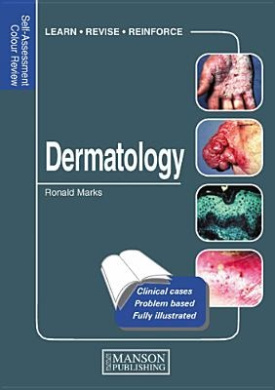 LEARN • REVISE • REINFORCE
Self-Assessment
Colour Review
Dermatology
Ronald Marks
Clinical cases
Problem based
Fully illustrated
MANSON
PUBLISHING